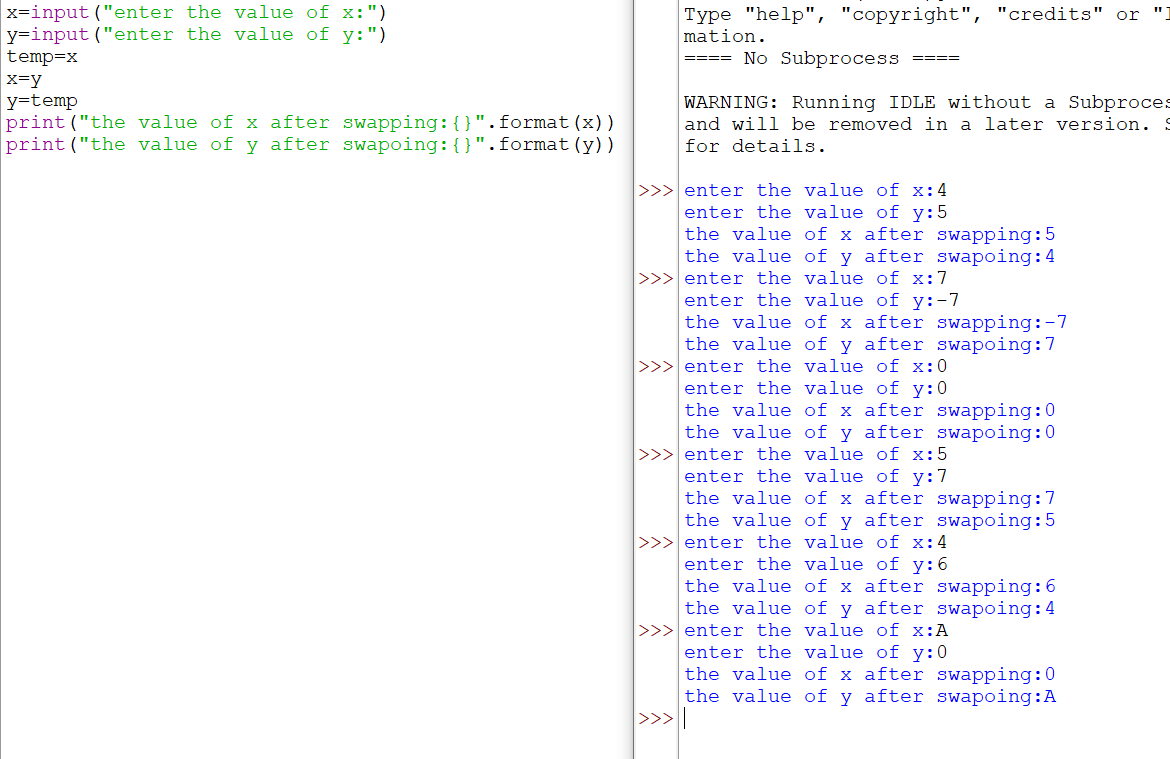 x=input("enter the value of x:")
y=input("enter the value of y:")
temp=x
x=y
y=temp
print("the value of x after swapping:{}".format(x))
print("the value of y after swapoing:{}".format(y))
Type "help", "copyright", "credits" or
mation.
==== No Subprocess ====
WARNING: Running IDLE without a
and will be removed in a later version.
for details.
>>> enter the value of x:4
enter the value of y:5
the value of x after swapping:5
the value of y after swapoing:4
>>> enter the value of x:7
enter the value of y:-7
the value of x after swapping:-7
the value of y after swapoing:7
>>> enter the value of x:0
enter the value of y:0
the value of x after swapping:0
the value of y after swapoing:0
>>> enter the value of x:5
enter the value of y:7
the value of x after swapping:7
the value of y after swapoing:5
>>> enter the value of x:4
enter the value of y:6
the value of x after swapping:6
the value of y after swapoing:4
>>> enter the value of x:A
enter the value of y:0
the value of x after swapping:0
the value of y after swapoing:A
>>>